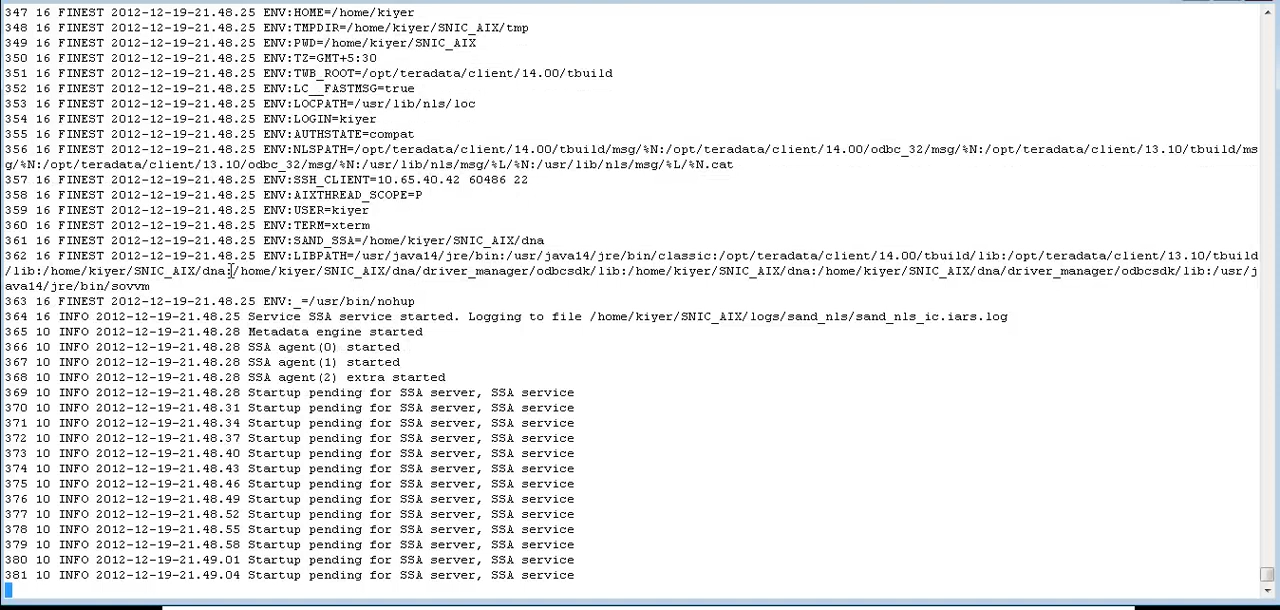 347 16 FINEST 2012-12-19-21.48.25 ENV:HOME=/home/kiyer
348 16 FINEST 2012-12-19-21.48.25 ENV:TMPDIR=/home/kiyer/SNIC_AIX/tmp
349 16 FINEST 2012-12-19-21.48.25 ENV:PWD=/home/kiyer/SNIC_AIX
350 16 FINEST 2012-12-19-21.48.25 ENV:TZ=GMT+5:30
351 16 FINEST 2012-12-19-21.48.25 ENV:TWB_ROOT=/opt/teradata/client/14.00/tbuild
352 16 FINEST 2012-12-19-21.48.25 ENV:LC__FASTMSG=true
353 16 FINEST 2012-12-19-21.48.25 ENV:LOCPATH=/usr/lib/nls/loc
354 16 FINEST 2012-12-19-21.48.25 ENV:LOGIN=kiyer
355 16 FINEST 2012-12-19-21.48.25 ENV:AUTHSTATE=compat
356 16 FINEST 2012-12-19-21.48.25 ENV:NLSPATH=/opt/teradata/client/14.00/tbuild/msg/%N:/opt/teradata/client/14.00/odbc_32/msg/%N:/opt/teradata/client/13.10/tbuild/ms
g/%N:/opt/teradata/client/13.10/odbc_32/msg/%N:/usr/lib/nls/msg/%L/%N:/usr/lib/nls/msg/%L/%N.cat
357 16 FINEST 2012-12-19-21.48.25 ENV:SSH_CLIENT=10.65.40.42 60486 22
358 16 FINEST 2012-12-19-21.48.25 ENV:AIXTHREAD_SCOPE=P
359 16 FINEST 2012-12-19-21.48.25 ENV:USER=kiyer
360 16 FINEST 2012-12-19-21.48.25 ENV:TERM=xterm
361 16 FINEST 2012-12-19-21.48.25 ENV:SAND_SSA=/home/kiyer/SNIC_AIX/dna
362 16 FINEST 2012-12-19-21.48.25 ENV:LIBPATH=/usr/java14/jre/bin:/usr/java14/jre/bin/classic:/opt/teradata/client/14.00/tbuild/lib:/opt/teradata/client/13.10/tbuild
/lib:/home/kiyer/SNIC_AIX/dna:/home/kiyer/SNIC_AIX/dna/driver_manager/odbcsdk/lib:/home/kiyer/SNIC_AIX/dna:/home/kiyer/SNIC_AIX/dna/driver_manager/odbcsdk/lib:/usr/j
ava14/jre/bin/sovvm
363 16 FINEST 2012-12-19-21.48.25 ENV:_=/usr/bin/nohup
364 16 INFO 2012-12-19-21.48.25 Service SSA service started. Logging to file /home/kiyer/SNIC_AIX/logs/sand_nls/sand_nls_ic.iars.log
365 10 INFO 2012-12-19-21.48.28 Metadata engine started
366 10 INFO 2012-12-19-21.48.28 SSA agent(0) started
367 10 INFO 2012-12-19-21.48.28 SSA agent(1) started
368 10 INFO 2012-12-19-21.48.28 SSA agent(2) extra started
369 10 INFO 2012-12-19-21.48.28 Startup pending for SSA server, SSA service
370 10 INFO 2012-12-19-21.48.31 Startup pending for SSA server, SSA service
371 10 INFO 2012-12-19-21.48.34 Startup pending for SSA server, SSA service
372 10 INFO 2012-12-19-21.48.37 Startup pending for SSA server, SSA service
373 10 INFO 2012-12-19-21.48.40 Startup pending for SSA server, SSA service
374 10 INFO 2012-12-19-21.48.43 Startup pending for SSA server, SSA service
375 10 INFO 2012-12-19-21.48.46 Startup pending for SSA server, SSA service
376 10 INFO 2012-12-19-21.48.49 Startup pending for SSA server, SSA service
377 10 INFO 2012-12-19-21.48.52 Startup pending for SSA server, SSA service
378 10 INFO 2012-12-19-21.48.55 Startup pending for SSA server, SSA service
379 10 INFO 2012-12-19-21.48.58 Startup pending for SSA server, SSA service
380 10 INFO 2012-12-19-21.49.01 Startup pending for SSA server, SSA service
381 10 INFO 2012-12-19-21.49.04 Startup pending for SSA server, SSA service